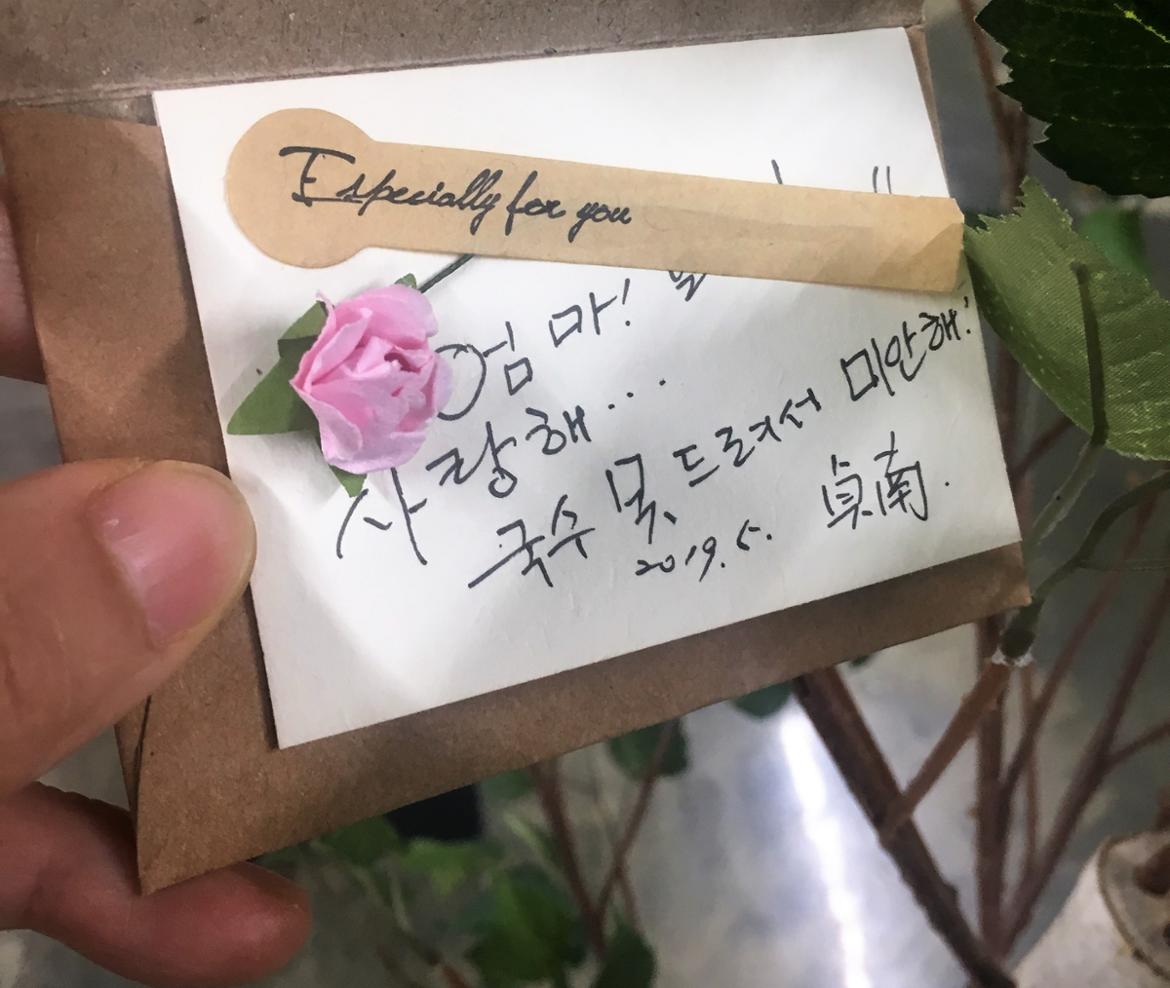 Especially for you
엄마!
사랑해...
국수 못 드려서 미안해!
2019. 5. 貞南.